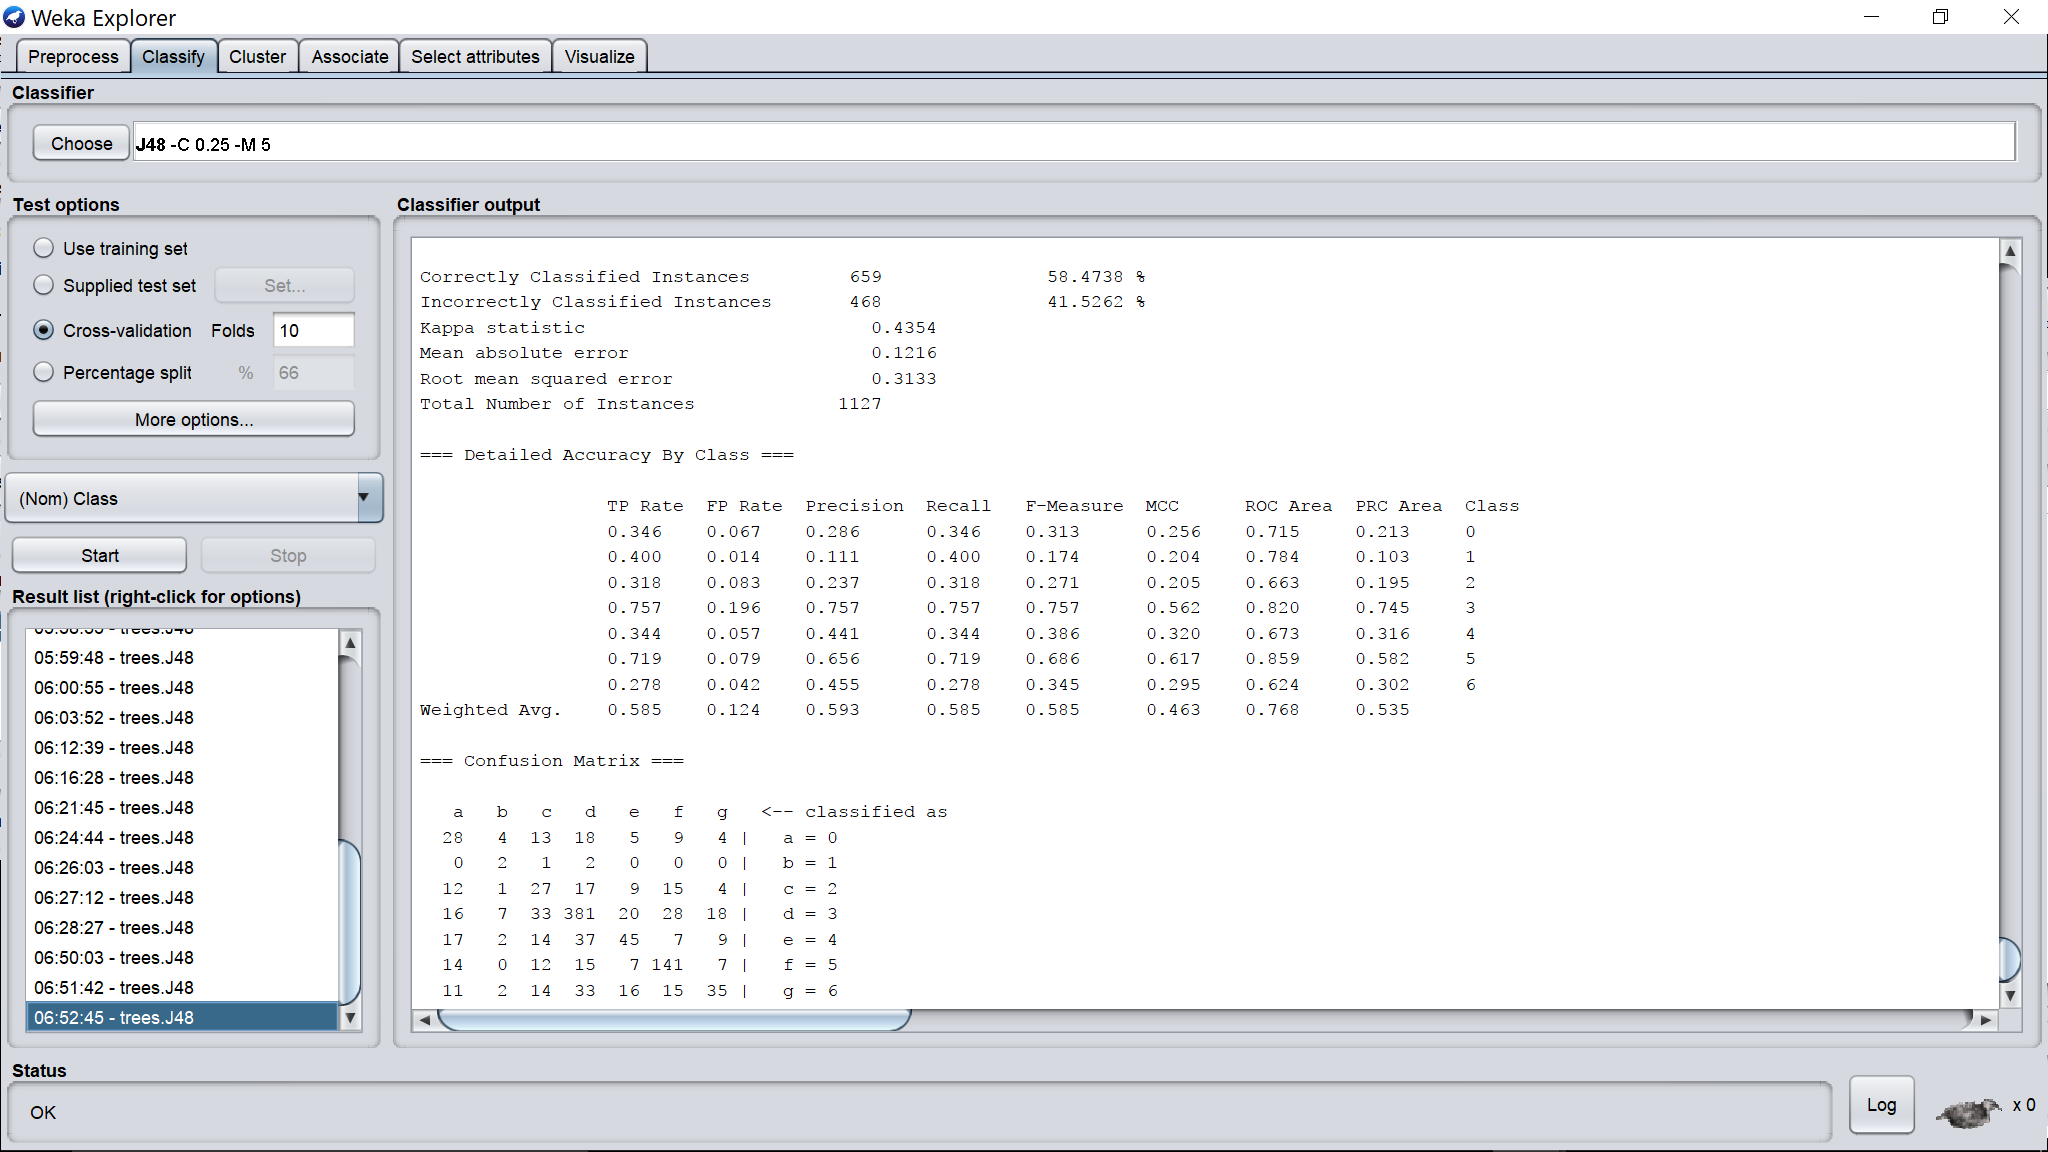 Weka Explorer
Preprocess Classify Cluster Associate Select attributes Visualize
Classifier
Choose J48 -C 0.25 -M 5
Test options
Use training set
Supplied test set Set...
Cross-validation Folds 10
Percentage split % 66
More options...
(Nom) Class
Start Stop
Result list (right-click for options)
05:59:48 - trees.J48
06:00:55 - trees.J48
06:03:52 - trees.J48
06:12:39 - trees.J48
06:16:28 - trees.J48
06:21:45 - trees.J48
06:24:44 - trees.J48
06:26:03 - trees.J48
06:27:12 - trees.J48
06:28:27 - trees.J48
06:50:03 - trees.J48
06:51:42 - trees.J48
06:52:45 - trees.J48
Classifier output
Correctly Classified Instances 659 58.4738 %
Incorrectly Classified Instances 468 41.5262 %
Kappa statistic 0.4354
Mean absolute error 0.1216
Root mean squared error 0.3133
Total Number of Instances 1127
=== Detailed Accuracy By Class ===
TP Rate FP Rate Precision Recall F-Measure MCC ROC Area PRC Area Class
0.346 0.067 0.286 0.346 0.313 0.256 0.715 0.213 0
0.400 0.014 0.111 0.400 0.174 0.204 0.784 0.103 1
0.318 0.083 0.237 0.318 0.271 0.205 0.663 0.195 2
0.757 0.196 0.757 0.757 0.757 0.562 0.820 0.745 3
0.344 0.057 0.441 0.344 0.386 0.320 0.673 0.316 4
0.719 0.079 0.656 0.719 0.686 0.617 0.859 0.582 5
0.278 0.042 0.455 0.278 0.345 0.295 0.624 0.302 6
Weighted Avg. 0.585 0.124 0.593 0.585 0.585 0.463 0.768 0.535
=== Confusion Matrix ===
a b c d e f g <-- classified as
28 4 13 18 5 9 4 | a = 0
0 2 1 2 0 0 0 | b = 1
12 1 27 17 9 15 4 | c = 2
16 7 33 381 20 28 18 | d = 3
17 2 14 37 45 7 9 | e = 4
14 0 12 15 7 141 7 | f = 5
11 2 14 33 16 15 35 | g = 6
Status
OK
Log x 0